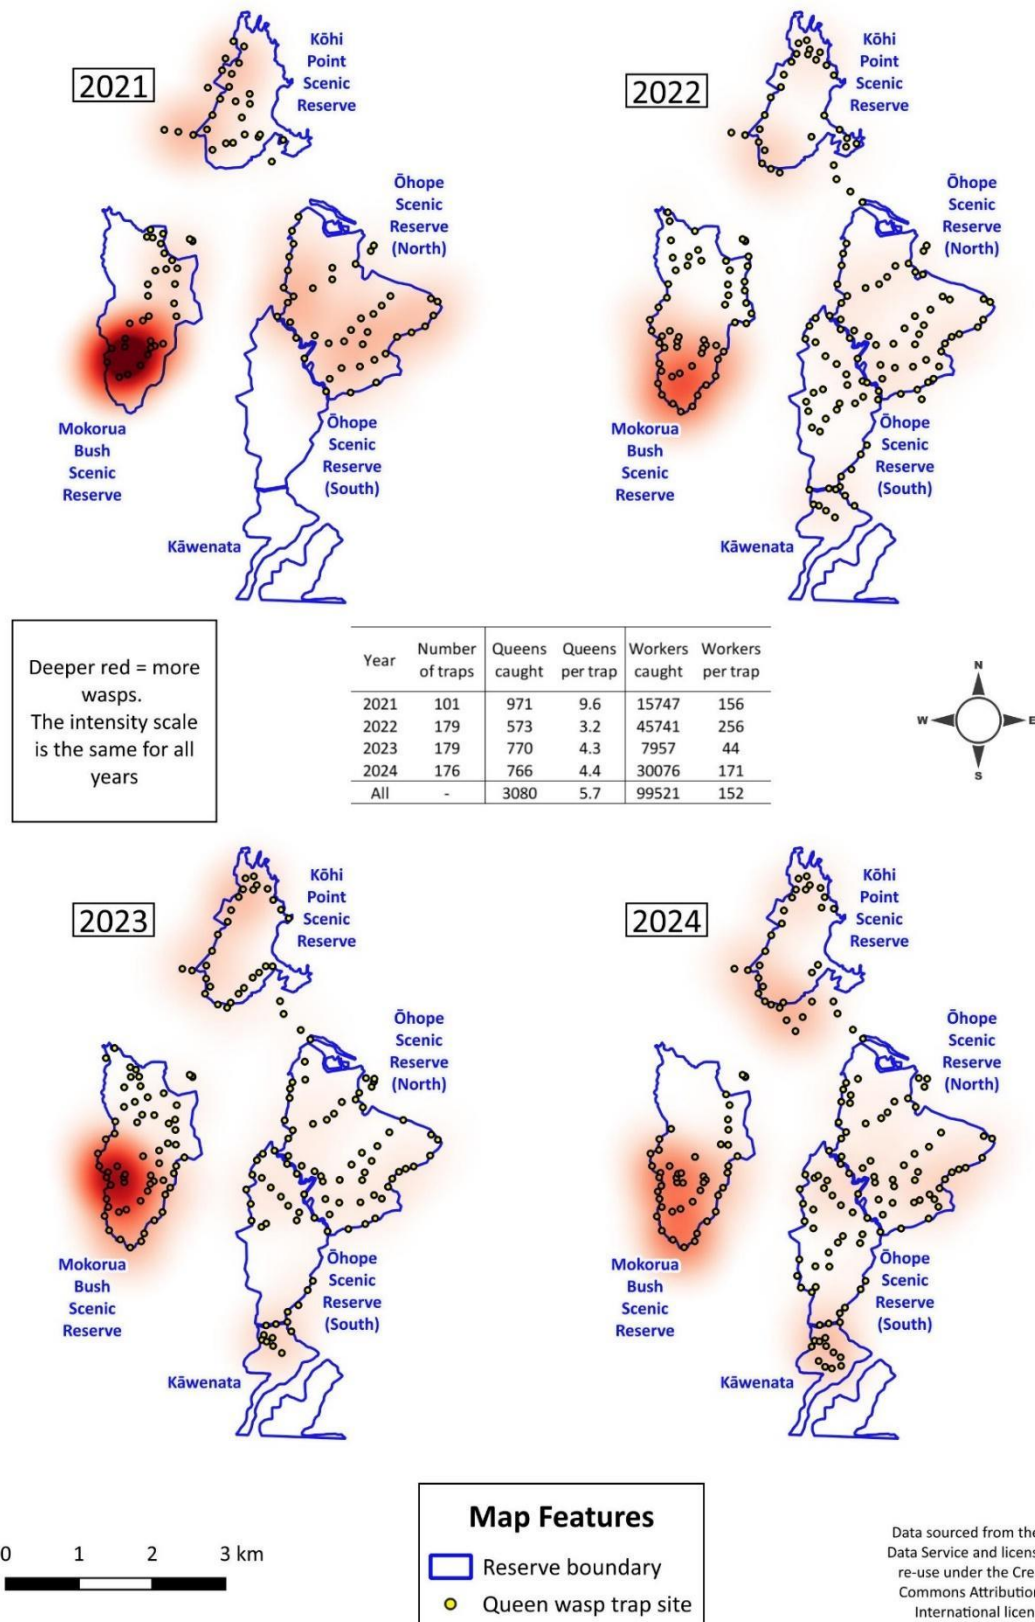 2021
Kōhi
Point
Scenic
Reserve
Ōhope
Scenic
Reserve
(North)
Mokorua
Bush
Scenic
Reserve
Ōhope
Scenic
Reserve
(South)
Kāwenata
2022
Kōhi
Point
Scenic
Reserve
Ōhope
Scenic
Reserve
(North)
Mokorua
Bush
Scenic
Reserve
Ōhope
Scenic
Reserve
(South)
Kāwenata
Deeper red = more
wasps.
The intensity scale
is the same for all
years
Year Number of traps Queens caught Queens per trap Workers caught Workers per trap
2021 101 971 9.6 15747 156
2022 179 573 3.2 45741 256
2023 179 770 4.3 7957 44
2024 176 766 4.4 30076 171
All - 3080 5.7 99521 152
N
W E
S
2023
Kōhi
Point
Scenic
Reserve
Ōhope
Scenic
Reserve
(North)
Mokorua
Bush
Scenic
Reserve
Ōhope
Scenic
Reserve
(South)
Kāwenata
2024
Kōhi
Point
Scenic
Reserve
Ōhope
Scenic
Reserve
(North)
Mokorua
Bush
Scenic
Reserve
Ōhope
Scenic
Reserve
(South)
Kāwenata
0 1 2 3 km
Map Features
Reserve boundary
Queen wasp trap site
Data sourced from the
Data Service and licens
re-use under the Cre
Commons Attribution
International licen